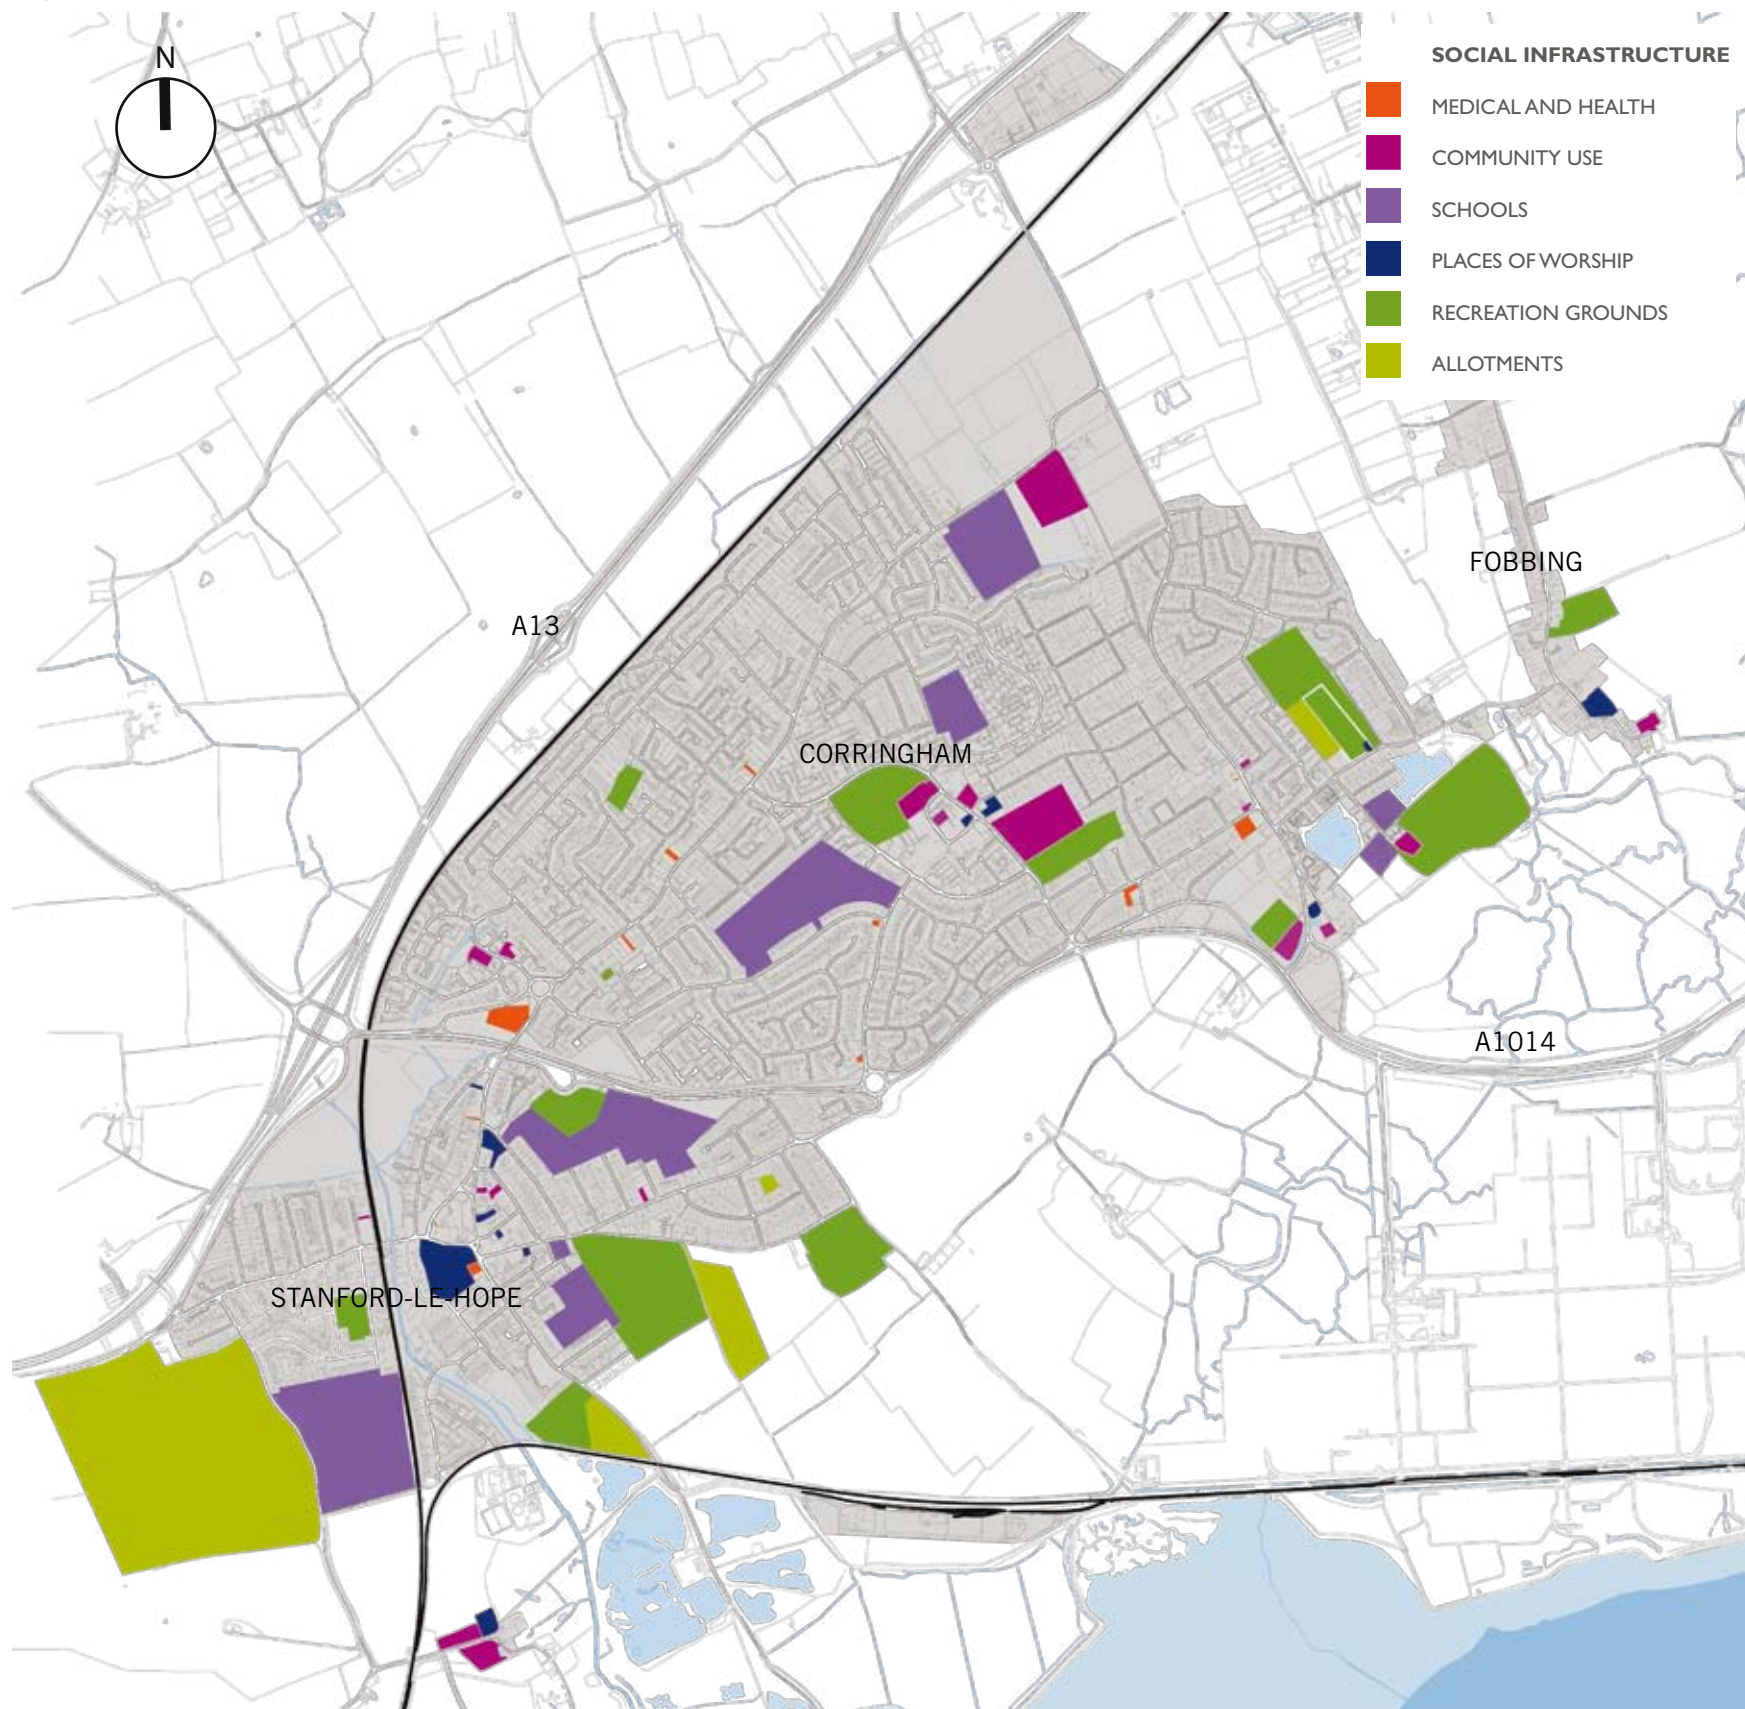 N
SOCIAL INFRASTRUCTURE
MEDICAL AND HEALTH
COMMUNITY USE
SCHOOLS
PLACES OF WORSHIP
RECREATION GROUNDS
ALLOTMENTS
FOBBING
A13
CORRINGHAM
A1014
STANFORD-LE-HOPE